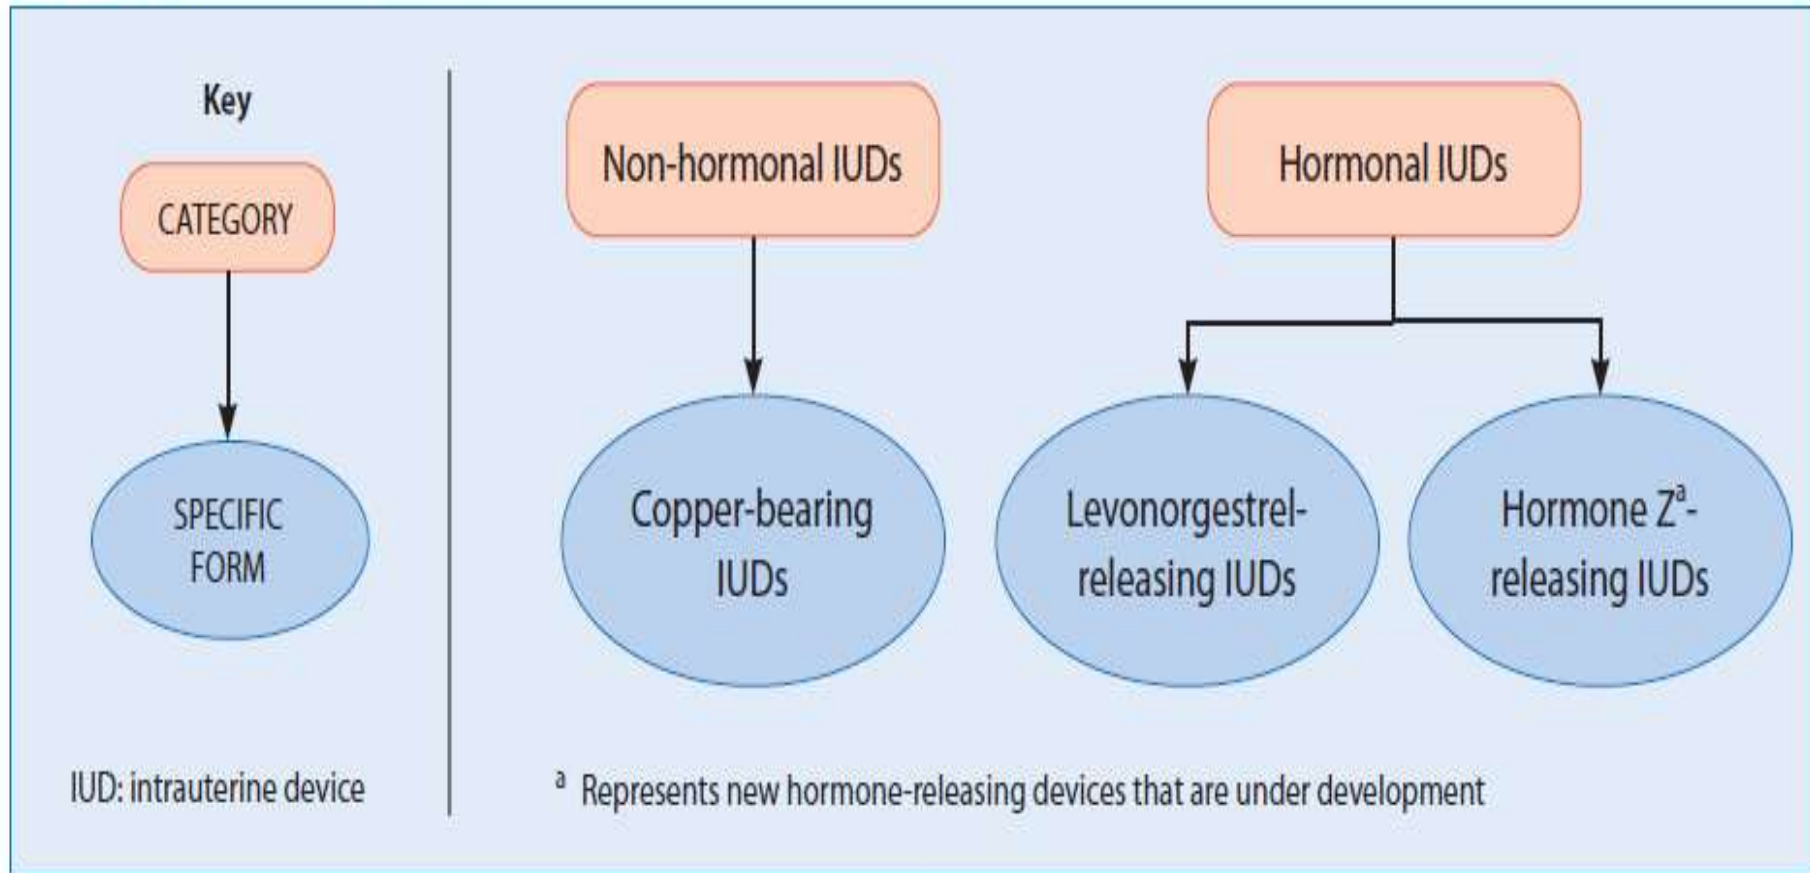 Key
CATEGORY
SPECIFIC
FORM
IUD: intrauterine device
Non-hormonal IUDs
Hormonal IUDs
Copper-bearing
IUDs
Levonorgestrel-
releasing IUDs
Hormone Zª-
releasing IUDs
ª Represents new hormone-releasing devices that are under development